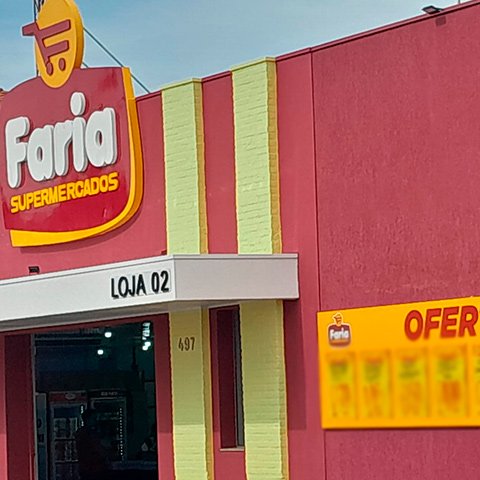 Faria
SUPERMERCADOS
LOJA 02
497
Faria
OFER